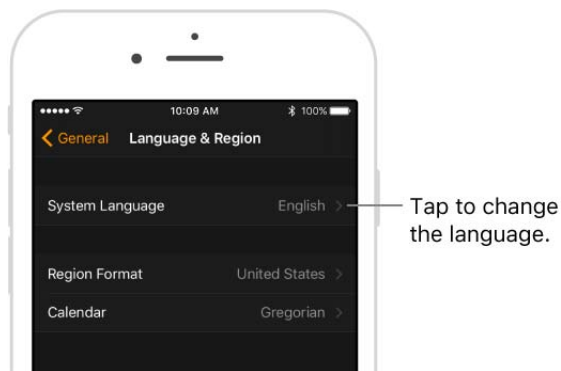 10:09 AM 100%
General Language & Region
System Language English
Tap to change
the language.
Region Format United States
Calendar Gregorian